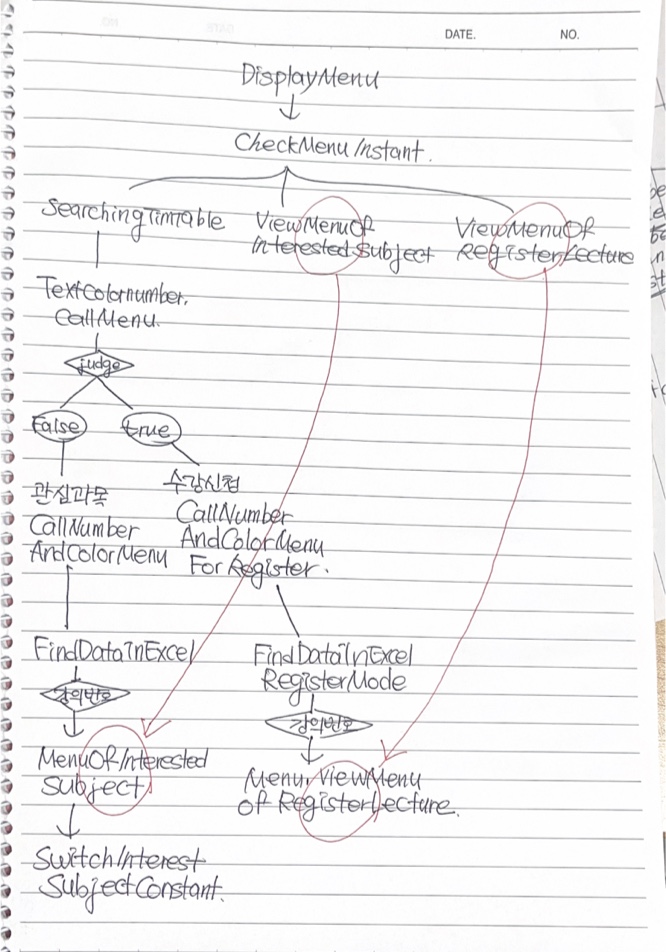 DATE. NO.
DisplayMenu
CheckMenuInstant.
SearchingTimTable
ViewMenuOf
InterestedSubject
ViewMenuOf
RegisterLecture
TextColornumber,
CallMenu.
judge
False
true
관심과목
CallNumber
AndColorMenu
수강신청
CallNumber
AndColorMenu
ForRegister.
FindDataInExcel
강의번호
MenuOfInterested
Subject
SwitchInterest
SubjectConstant.
FindDataInExcel
RegisterMode
강의번호
Menu, ViewMenu
of RegisterLecture.